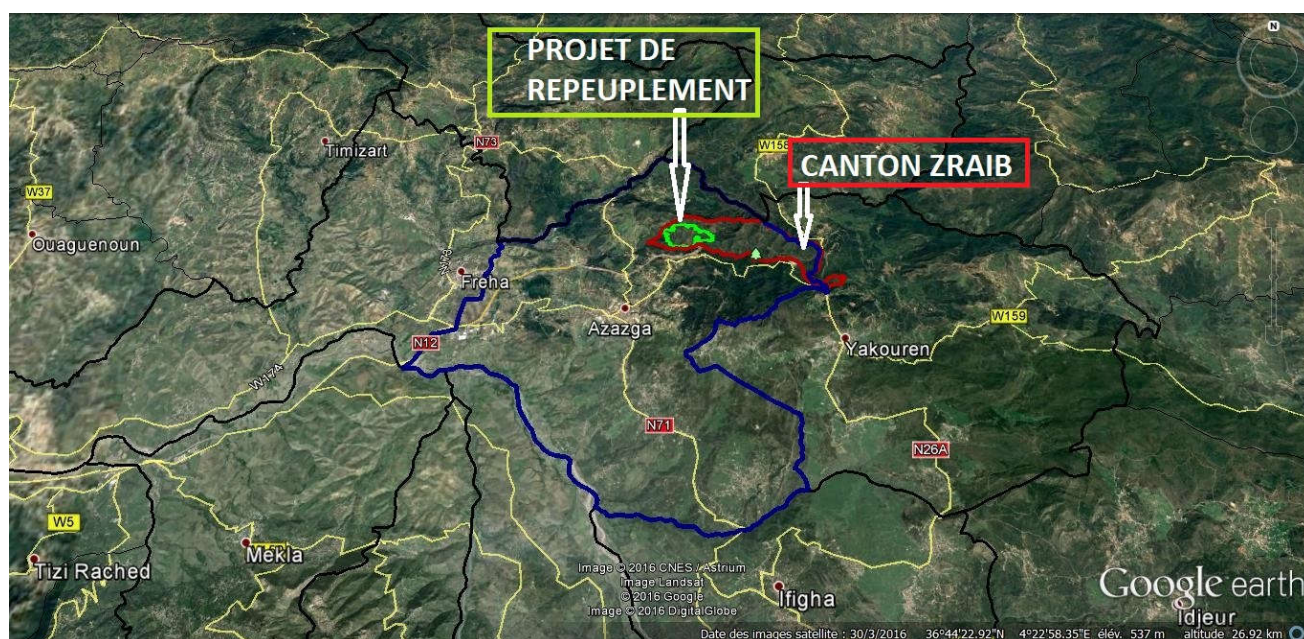 N
PROJET DE
REPEUPLEMENT
N73
Timizart
W158
CANTON ZRAIB
W37
Ouaguenoun
Freha
Azazga
W159
N12
Yakouren
W17A
N71
N26A
W5
Mekla
Tizi Rached
Image © 2016 CNES / Astrium
Image Landsat
© 2016 Google
Image © 2016 DigitalGlobe
Ifigha
Google earth
Idjeur
Date des images satellite : 30/3/2016 36°44'22.92"N 4°22'58.35"E élév. 537 m altitude 26.92 km